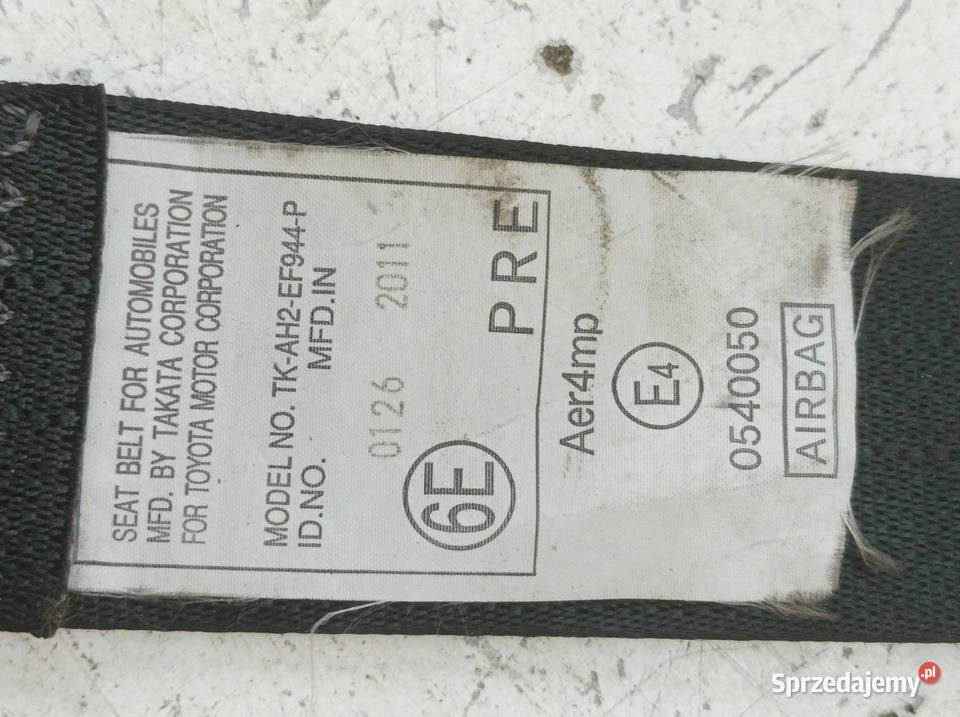 SEAT BELT FOR AUTOMOBILES
MFD. BY TAKATA CORPORATION
FOR TOYOTA MOTOR CORPORATION
MODEL NO. TK-AH2-EF944-P
ID.NO. MFD.IN
0126 2011
6E PRE
Aer4mp
E4
0540050
AIRBAG
Sprzedajemy.pl